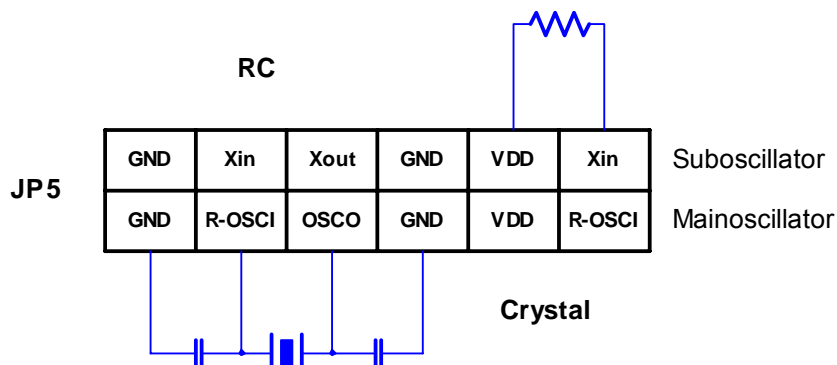 RC
GND Xin Xout GND VDD Xin Suboscillator
JP5
GND R-OSCI OSCO GND VDD R-OSCI Mainoscillator
Crystal